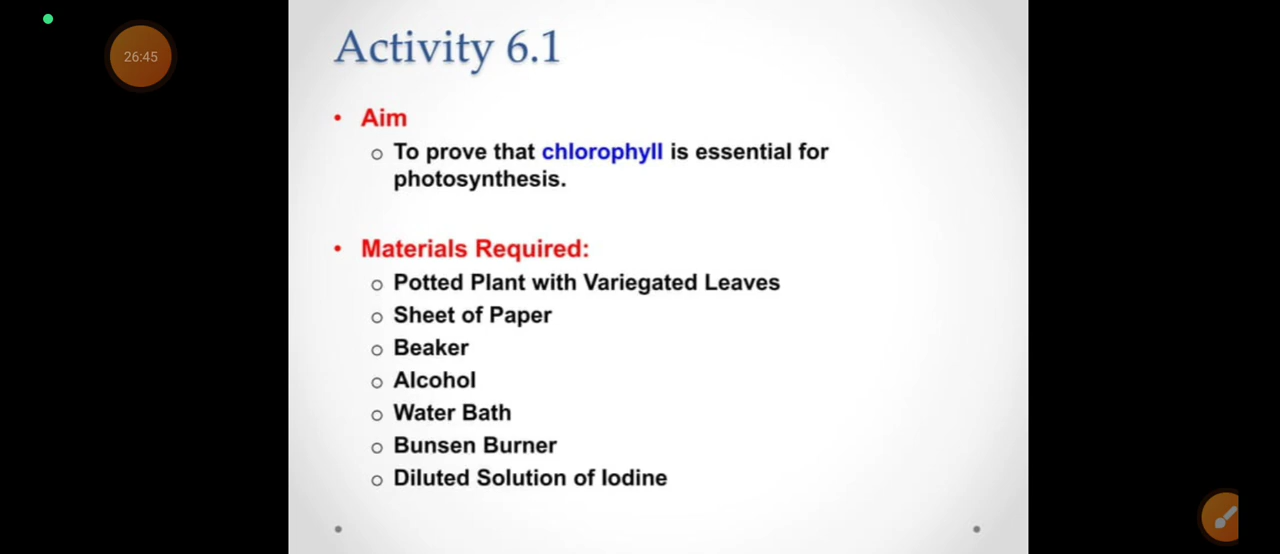 26:45
Activity 6.1
• Aim
o To prove that chlorophyll is essential for
photosynthesis.
• Materials Required:
o Potted Plant with Variegated Leaves
o Sheet of Paper
o Beaker
o Alcohol
o Water Bath
o Bunsen Burner
o Diluted Solution of Iodine